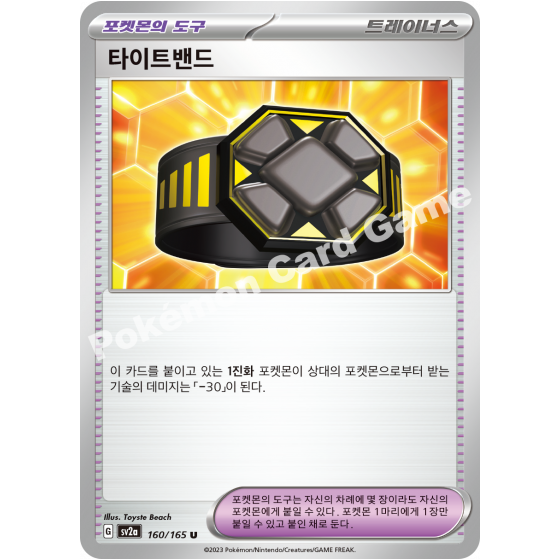 포켓몬의 도구
트레이너스
타이트밴드
Pokémon Card Game
이 카드를 붙이고 있는 1진화 포켓몬이 상대의 포켓몬으로부터 받는
기술의 데미지는 「-30」이 된다.
Illus. Toyste Beach
G sv2a 160/165 U
포켓몬의 도구는 자신의 차례에 몇 장이라도 자신의
포켓몬에게 붙일 수 있다. 포켓몬 1마리에게 1장만
붙일 수 있고 붙인 채로 둔다.
©2023 Pokémon/Nintendo/Creatures/GAME FREAK.